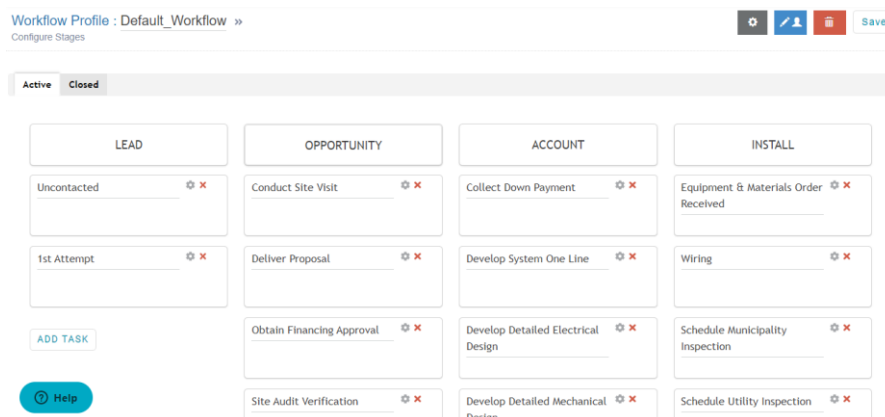 Workflow Profile : Default_Workflow »
Configure Stages
Save
Active Closed
LEAD OPPORTUNITY ACCOUNT INSTALL
Uncontacted
Conduct Site Visit
Collect Down Payment
Equipment & Materials Order
Received
1st Attempt
Deliver Proposal
Develop System One Line
Wiring
ADD TASK
Obtain Financing Approval
Develop Detailed Electrical
Design
Schedule Municipality
Inspection
Help
Site Audit Verification
Develop Detailed Mechanical
Design
Schedule Utility Inspection